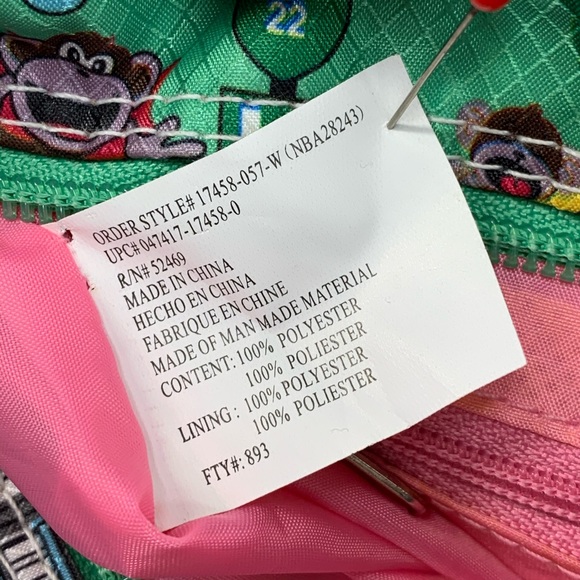 22
ORDER STYLE# 17458-057-W (NBA28243)
UPC# 047417-17458-0
R/N# 52469
MADE IN CHINA
HECHO EN CHINA
FABRIQUE EN CHINE
MADE OF MAN MADE MATERIAL
CONTENT: 100% POLYESTER
100% POLIESTER
LINING : 100% POLYESTER
100% POLIESTER
FTY#: 893